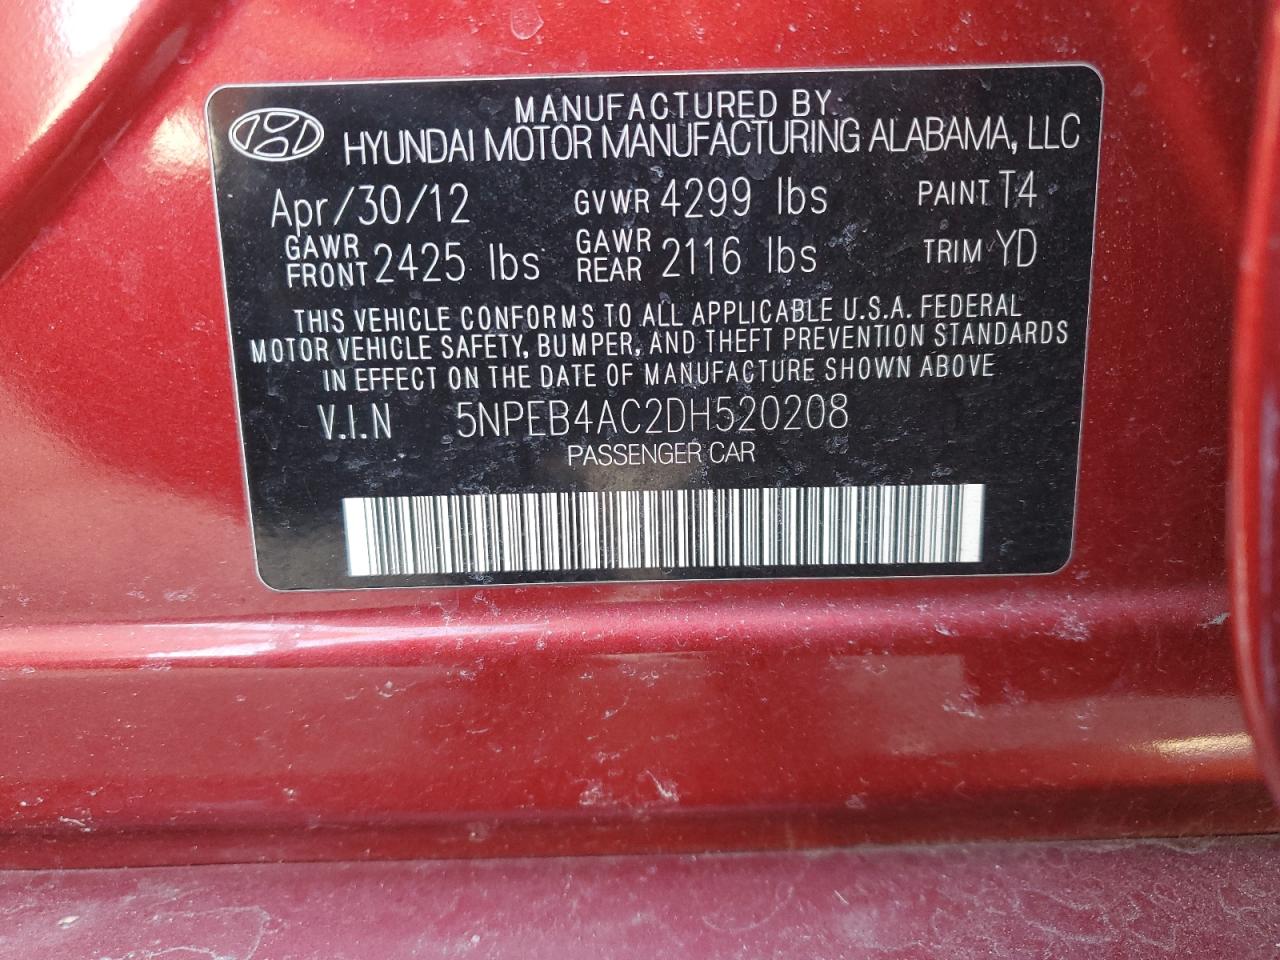 MANUFACTURED BY
HYUNDAI MOTOR MANUFACTURING ALABAMA, LLC
Apr/30/12 GVWR 4299 lbs PAINT T4
GAWR FRONT 2425 lbs GAWR REAR 2116 lbs TRIM YD
THIS VEHICLE CONFORMS TO ALL APPLICABLE U.S.A. FEDERAL
MOTOR VEHICLE SAFETY, BUMPER, AND THEFT PREVENTION STANDARDS
IN EFFECT ON THE DATE OF MANUFACTURE SHOWN ABOVE
V.I.N 5NPEB4AC2DH520208
PASSENGER CAR